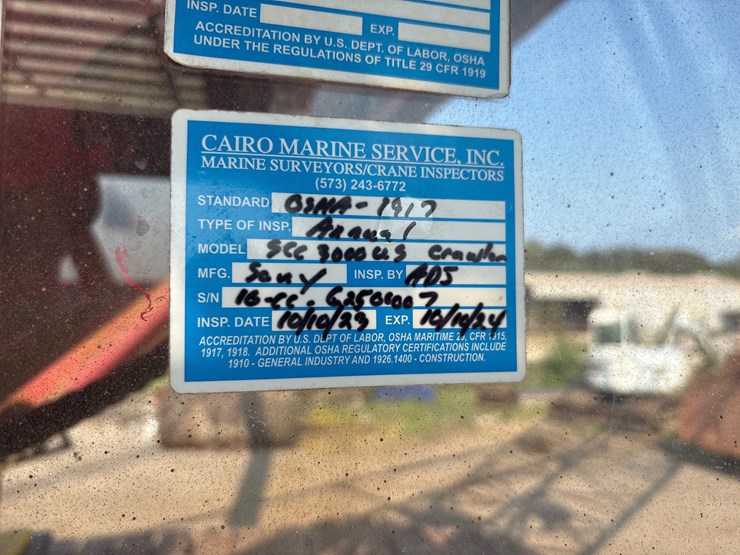 INSP. DATE
EXP.
ACCREDITATION BY U.S. DEPT. OF LABOR, OSHA
UNDER THE REGULATIONS OF TITLE 29 CFR 1919
CAIRO MARINE SERVICE, INC.
MARINE SURVEYORS/CRANE INSPECTORS
(573) 243-6772
STANDARD OSHA - 1917
TYPE OF INSP. Annual
MODEL SCC 8000 US Crawler
MFG. Sany INSP. BY ADS
S/N
INSP. DATE 10/10/23 EXP. 10/10/24
ACCREDITATION BY U.S. DEPT OF LABOR, OSHA MARITIME 29, CFR 1915,
1917, 1918. ADDITIONAL OSHA REGULATORY CERTIFICATIONS INCLUDE
1910 - GENERAL INDUSTRY AND 1926.1400 - CONSTRUCTION.